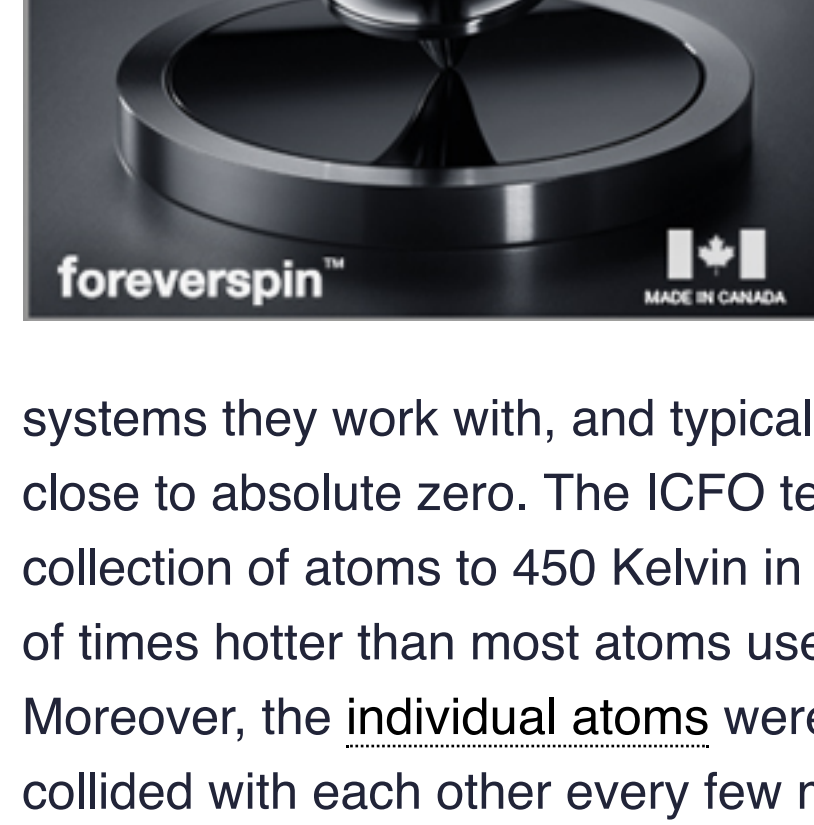 foreverspin™
MADE IN CANADA
systems they work with, and typical
close to absolute zero. The ICFO
collection of atoms to 450 Kelvin in
of times hotter than most atoms
Moreover, the individual atoms were
collided with each other every few